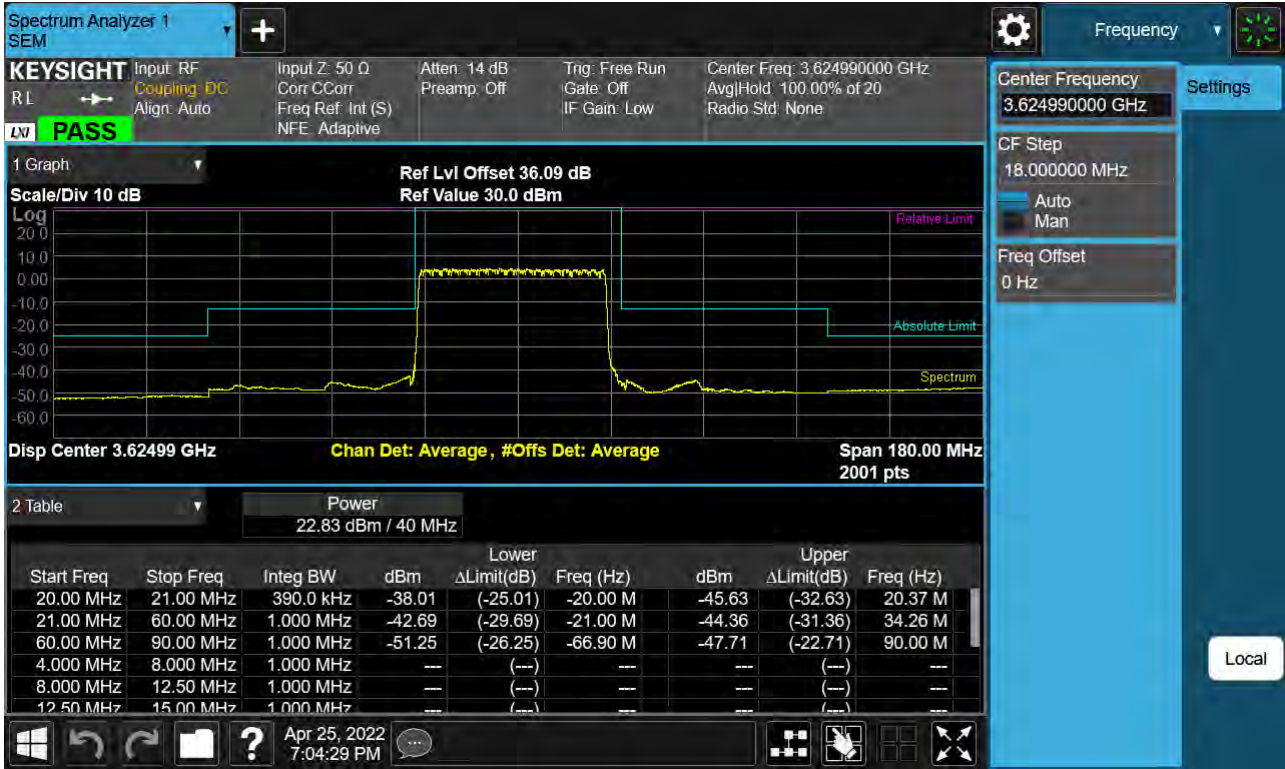 Spectrum Analyzer 1
SEM
Frequency
KEYSIGHT
R L
LXI
PASS
Input: RF
Coupling: DC
Align: Auto
Input Z: 50 Ω
Corr CCorr
Freq Ref: Int (S)
NFE: Adaptive
Atten: 14 dB
Preamp: Off
Trig: Free Run
Gate: Off
IF Gain: Low
Center Freq: 3.624990000 GHz
Avg|Hold: 100.00% of 20
Radio Std: None
Center Frequency
3.624990000 GHz
Settings
CF Step
18.000000 MHz
Auto
Man
Freq Offset
0 Hz
Local
1 Graph
Scale/Div 10 dB
Ref Lvl Offset 36.09 dB
Ref Value 30.0 dBm
Log
20.0
10.0
0.00
-10.0
-20.0
-30.0
-40.0
-50.0
-60.0
Relative Limit
Absolute Limit
Spectrum
Disp Center 3.62499 GHz
Chan Det: Average , #Offs Det: Average
Span 180.00 MHz
2001 pts
2 Table
Power
22.83 dBm / 40 MHz
Lower Upper
Start Freq Stop Freq Integ BW dBm ΔLimit(dB) Freq (Hz) dBm ΔLimit(dB) Freq (Hz)
20.00 MHz 21.00 MHz 390.0 kHz -38.01 (-25.01) -20.00 M -45.63 (-32.63) 20.37 M
21.00 MHz 60.00 MHz 1.000 MHz -42.69 (-29.69) -21.00 M -44.36 (-31.36) 34.26 M
60.00 MHz 90.00 MHz 1.000 MHz -51.25 (-26.25) -66.90 M -47.71 (-22.71) 90.00 M
4.000 MHz 8.000 MHz 1.000 MHz --- (---) --- --- (---) ---
8.000 MHz 12.50 MHz 1.000 MHz --- (---) --- --- (---) ---
12.50 MHz 15.00 MHz 1.000 MHz --- (---) --- --- (---) ---
?
Apr 25, 2022
7:04:29 PM